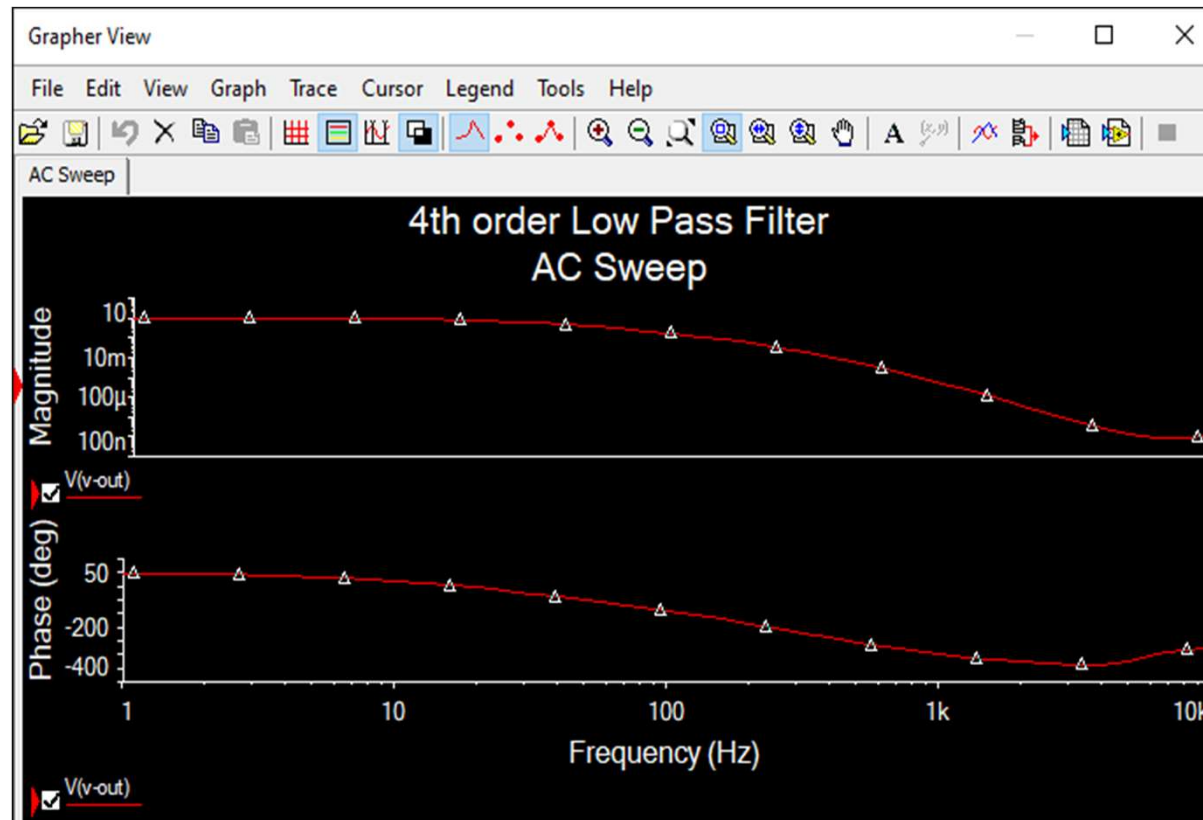 Grapher View
File Edit View Graph Trace Cursor Legend Tools Help
A (x,y)
AC Sweep
4th order Low Pass Filter
AC Sweep
Magnitude
10
10m
100µ
100n
V(v-out)
Phase (deg)
50
-200
-400
1 10 100 1k 10k
Frequency (Hz)
V(v-out)